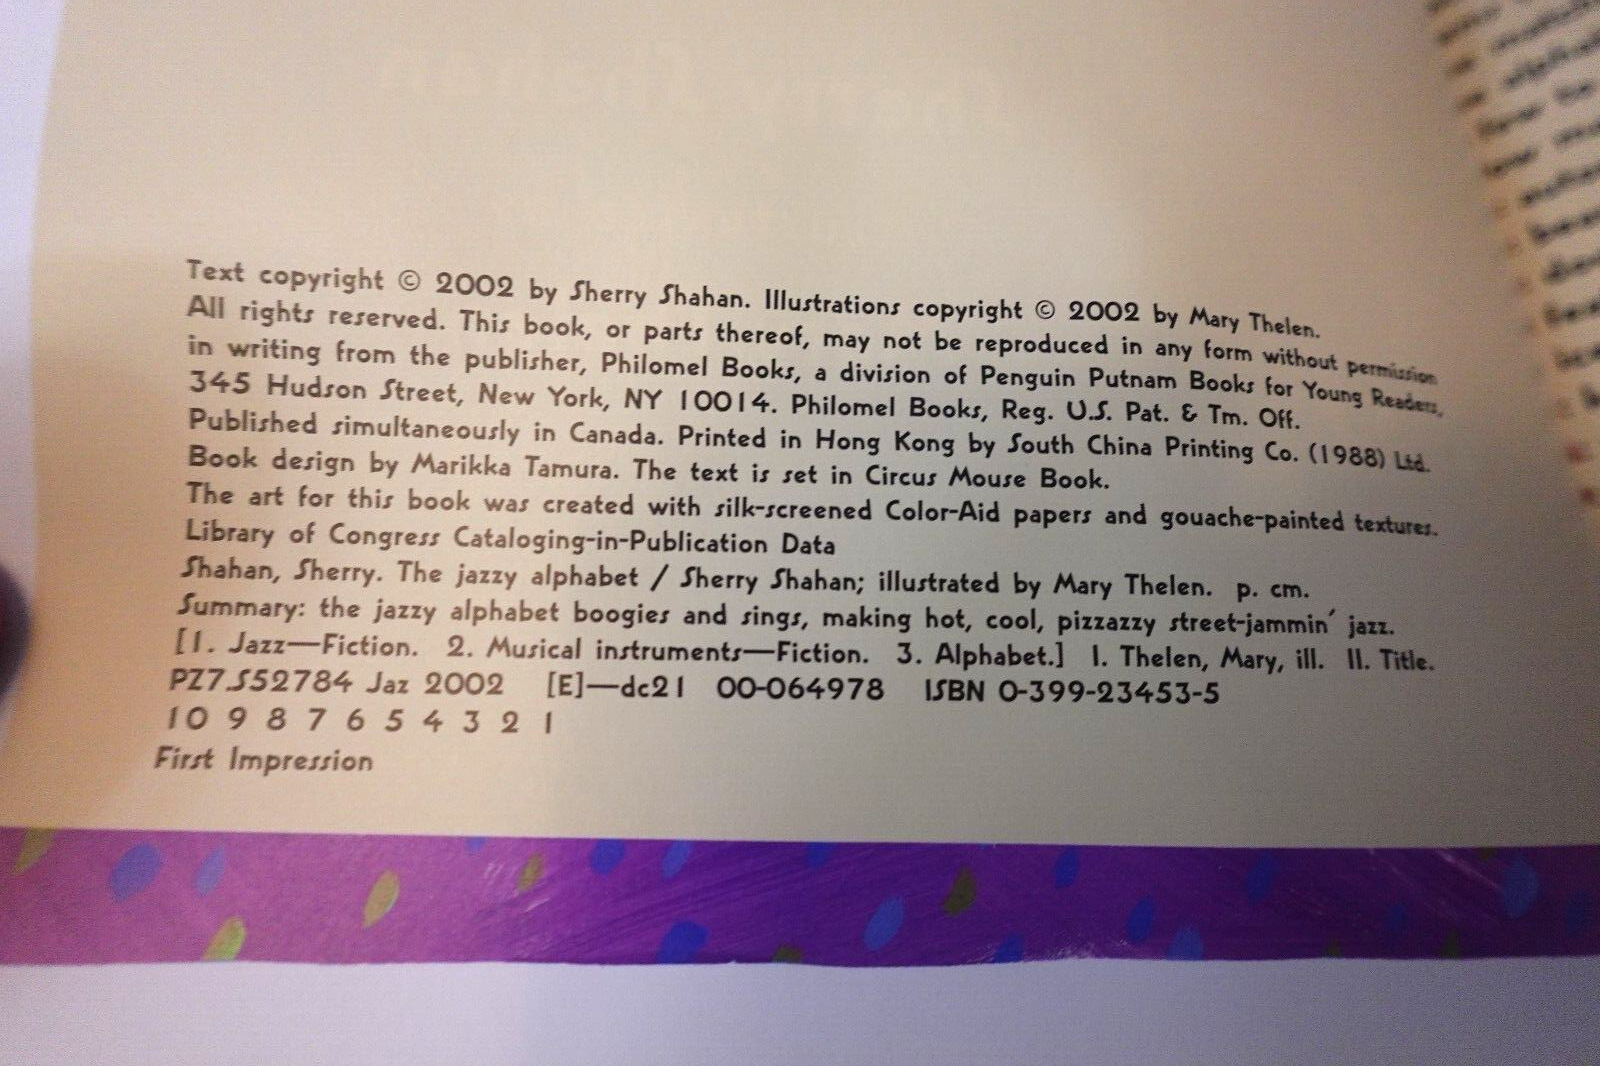 Text copyright © 2002 by Sherry Shahan. Illustrations copyright © 2002 by Mary Thelen.
All rights reserved. This book, or parts thereof, may not be reproduced in any form without permission
in writing from the publisher, Philomel Books, a division of Penguin Putnam Books for Young Readers,
345 Hudson Street, New York, NY 10014. Philomel Books, Reg. U.S. Pat. & Tm. Off.
Published simultaneously in Canada. Printed in Hong Kong by South China Printing Co. (1988) Ltd.
Book design by Marikka Tamura. The text is set in Circus Mouse Book.
The art for this book was created with silk-screened Color-Aid papers and gouache-painted textures.
Library of Congress Cataloging-in-Publication Data
Shahan, Sherry. The jazzy alphabet / Sherry Shahan; illustrated by Mary Thelen. p. cm.
Summary: the jazzy alphabet boogies and sings, making hot, cool, pizzazzy street-jammin' jazz.
[1. Jazz—Fiction. 2. Musical instruments—Fiction. 3. Alphabet.] I. Thelen, Mary, ill. II. Title.
PZ7.S52784 Jaz 2002 [E]—dc21 00-064978 ISBN 0-399-23453-5
10 9 8 7 6 5 4 3 2 1
First Impression